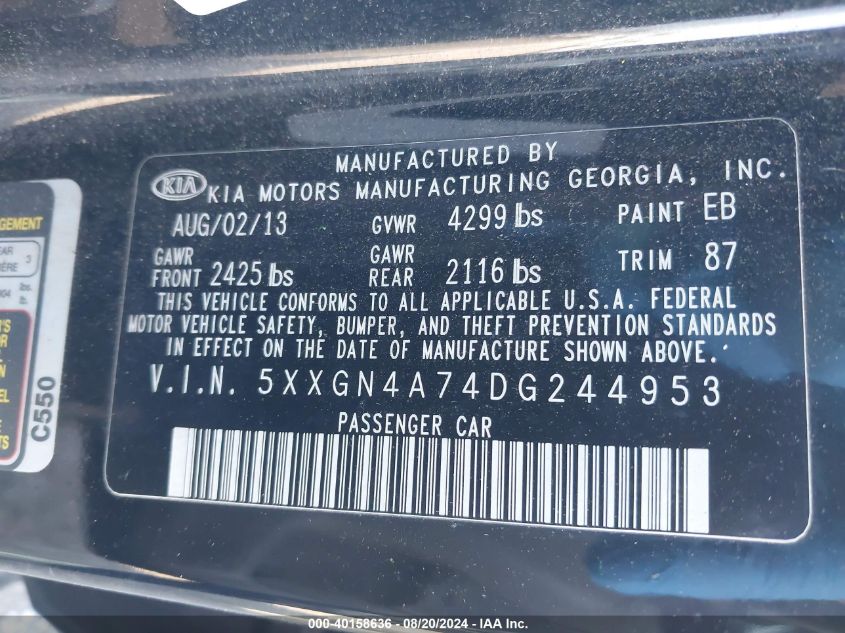 MANUFACTURED BY
KIA KIA MOTORS MANUFACTURING GEORGIA, INC.
AUG/02/13 GVWR 4299 lbs PAINT EB
GAWR FRONT 2425 lbs GAWR REAR 2116 lbs TRIM 87
THIS VEHICLE CONFORMS TO ALL APPLICABLE U.S.A. FEDERAL
MOTOR VEHICLE SAFETY, BUMPER, AND THEFT PREVENTION STANDARDS
IN EFFECT ON THE DATE OF MANUFACTURE SHOWN ABOVE.
V.I.N. 5XXGN4A74DG244953
PASSENGER CAR
C550
3
lbs.
000-40158636 - 08/20/2024 - IAA, Inc.